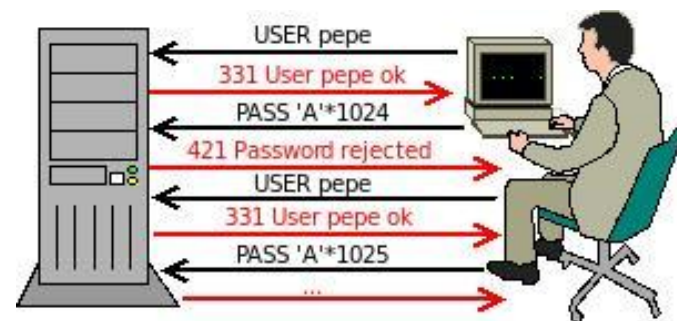 USER pepe
331 User pepe ok
PASS 'A'*1024
421 Password rejected
USER pepe
331 User pepe ok
PASS 'A'*1025
...